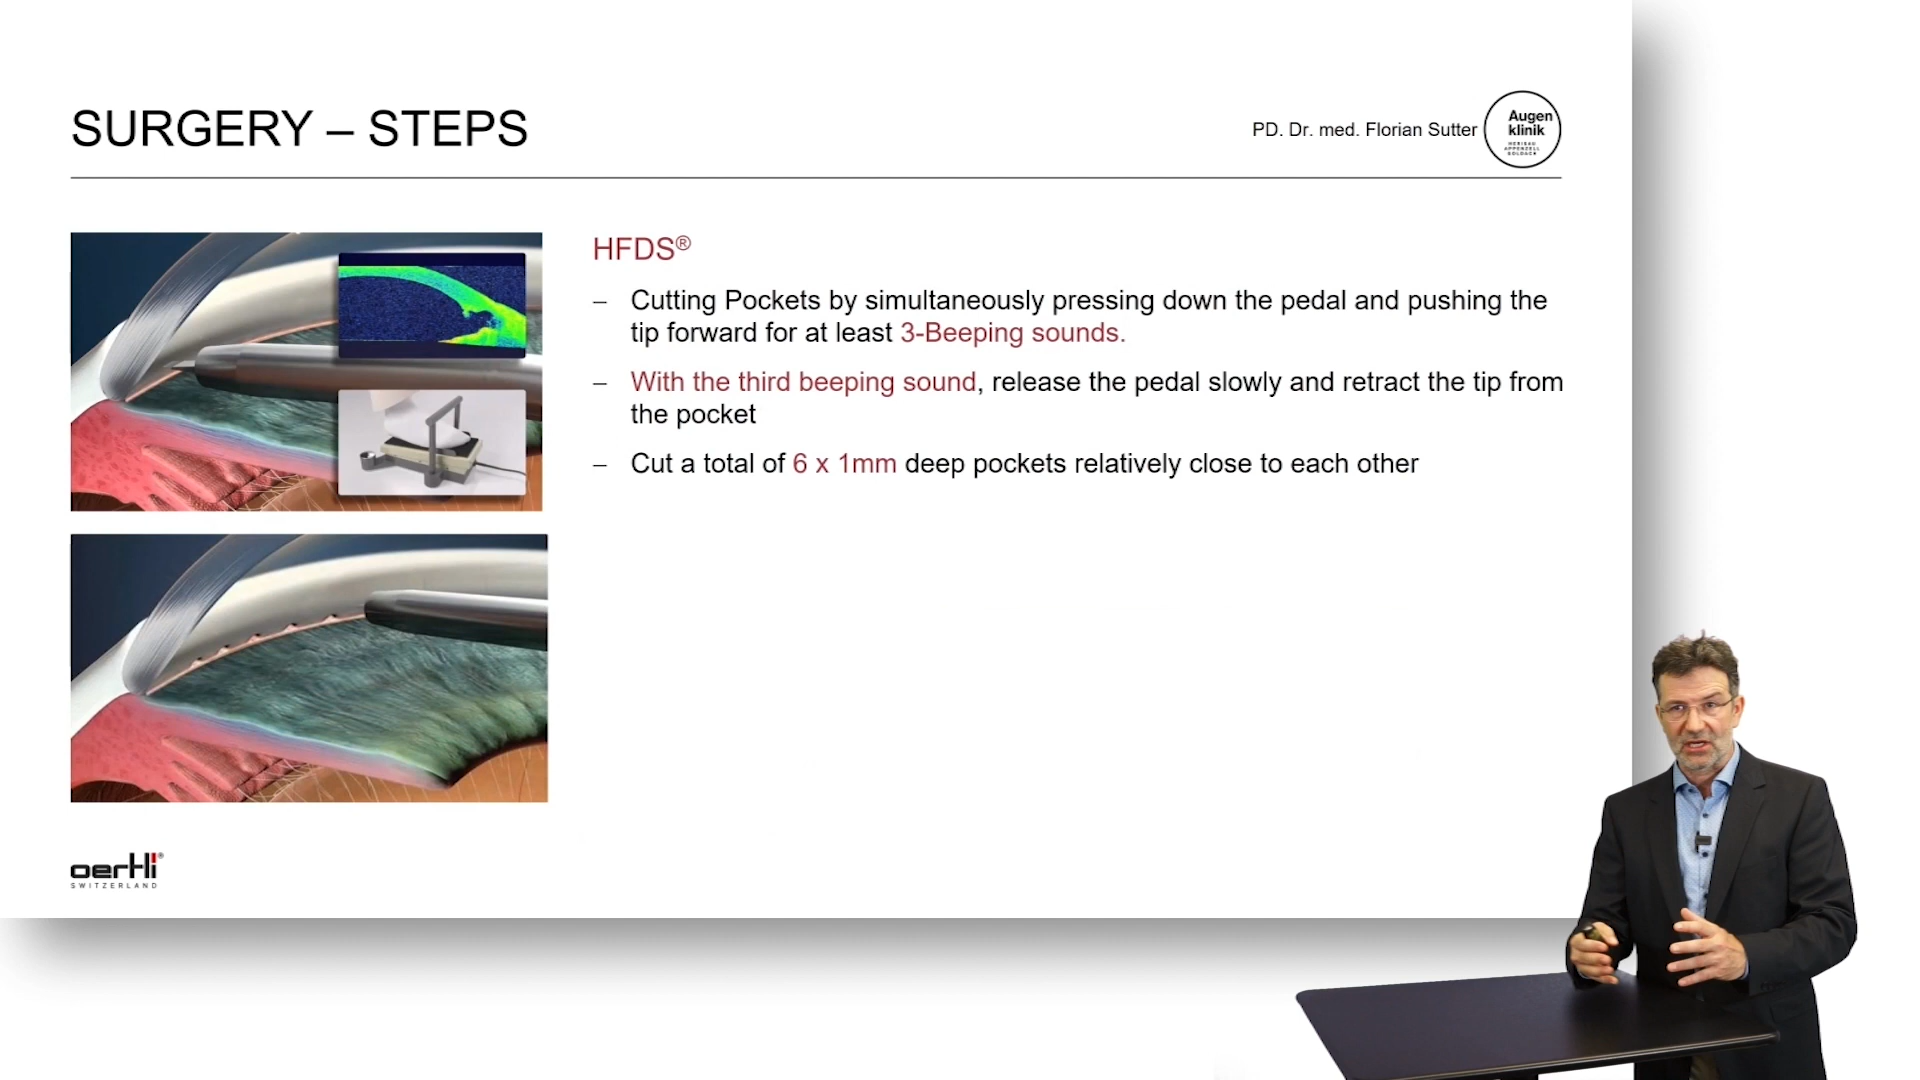 SURGERY – STEPS
PD. Dr. med. Florian Sutter
Augen
klinik
HERISAU
APPENZELL
GOLDACH
HFDS®
– Cutting Pockets by simultaneously pressing down the pedal and pushing the
tip forward for at least 3-Beeping sounds.
– With the third beeping sound, release the pedal slowly and retract the tip from
the pocket
– Cut a total of 6 x 1mm deep pockets relatively close to each other
oertli®
SWITZERLAND